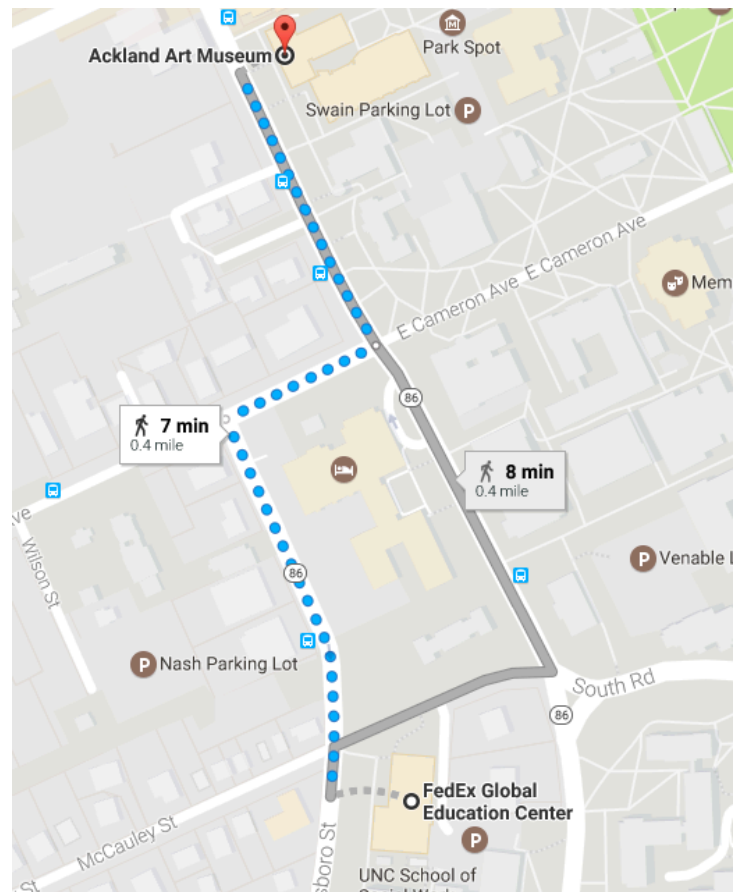 Ackland Art Museum
Park Spot
Swain Parking Lot P
E Cameron Ave
E Cameron Ave
Mem
86
7 min
0.4 mile
8 min
0.4 mile
ve
Wilson St
86
P Venable L
P Nash Parking Lot
South Rd
86
FedEx Global
Education Center
P
McCauley St
sboro St
St
UNC School of